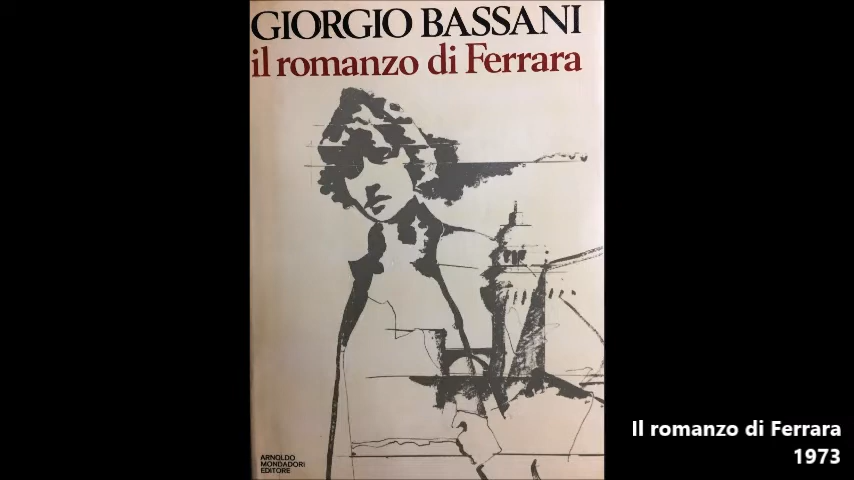 GIORGIO BASSANI
il romanzo di Ferrara
ARNOLDO
MONDADORI
EDITORE
Il romanzo di Ferrara
1973